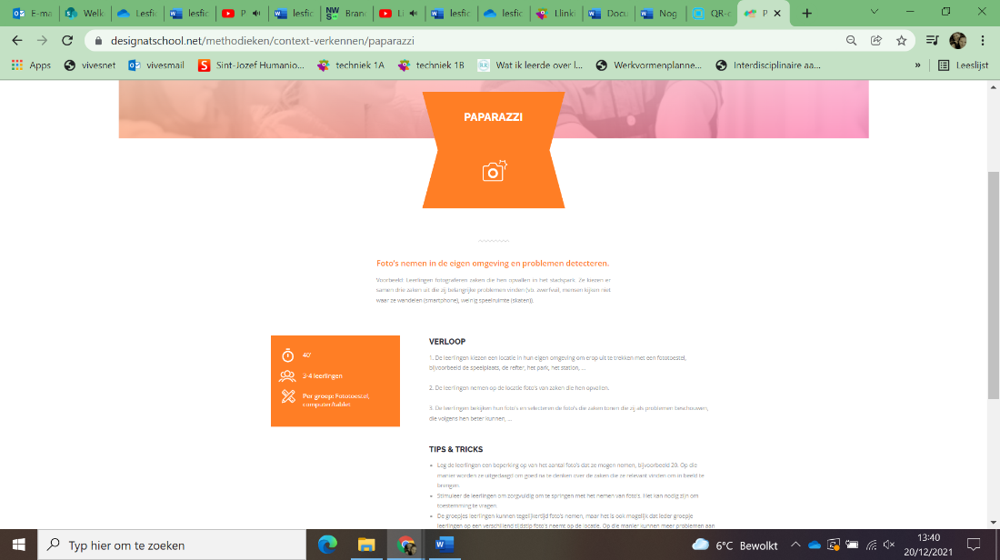 E-ma
Welk
Lesfic
lesfic
P
lesfic
NW
S
Bran
Li
lesfic
lesfic
Llink
Docu
Nog
QR-c
P
designatschool.net/methodieken/context-verkennen/paparazzi
Apps
vivesnet
vivesmail
Sint-Jozef Humanio...
techniek 1A
techniek 1B
Wat ik leerde over l...
Werkvormenplanne...
Interdisciplinaire aa...
»
Leeslijst
PAPARAZZI
Foto's nemen in de eigen omgeving en problemen detecteren.
Voorbeeld: Leerlingen fotograferen zaken die hen opvallen in het stadspark. Ze kiezen er
samen drie zaken uit die zij belangrijke problemen vinden (vb. zwerfvuil, mensen kijken niet
waar ze wandelen (smartphone), weinig speelruimte (skaten)).
40'
3-4 leerlingen
Per groep: Fototoestel,
computer/tablet
VERLOOP
1. De leerlingen kiezen een locatie in hun eigen omgeving om erop uit te trekken met een fototoestel,
bijvoorbeeld de speelplaats, de refter, het park, het station, ...
2. De leerlingen nemen op de locatie foto's van zaken die hen opvallen.
3. De leerlingen bekijken hun foto's en selecteren de foto's die zaken tonen die zij als problemen beschouwen,
die volgens hen beter kunnen, ...
TIPS & TRICKS
• Leg de leerlingen een beperking op van het aantal foto's dat ze mogen nemen, bijvoorbeeld 20. Op die
manier worden ze uitgedaagd om goed na te denken over de zaken die ze relevant vinden om in beeld te
brengen.
• Stimuleer de leerlingen om zorgvuldig om te springen met het nemen van foto's. Het kan nodig zijn om
toestemming te vragen.
• De groepjes leerlingen kunnen tegelijkertijd foto's nemen, maar het is ook mogelijk dat ieder groepje
leerlingen op een verschillend tijdstip foto's neemt op de locatie. Op die manier kunnen meer problemen aan
Typ hier om te zoeken
6°C Bewolkt
13:40
20/12/2021